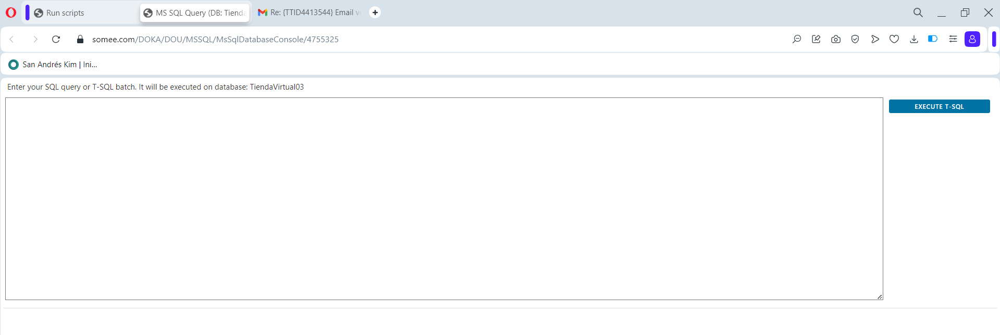 Run scripts
MS SQL Query (DB: Tienda
Re: {TTID4413544} Email v
somee.com/DOKA/DOU/MSSQL/MsSqlDatabaseConsole/4755325
San Andrés Kim | Ini...
Enter your SQL query or T-SQL batch. It will be executed on database: TiendaVirtual03
EXECUTE T-SQL